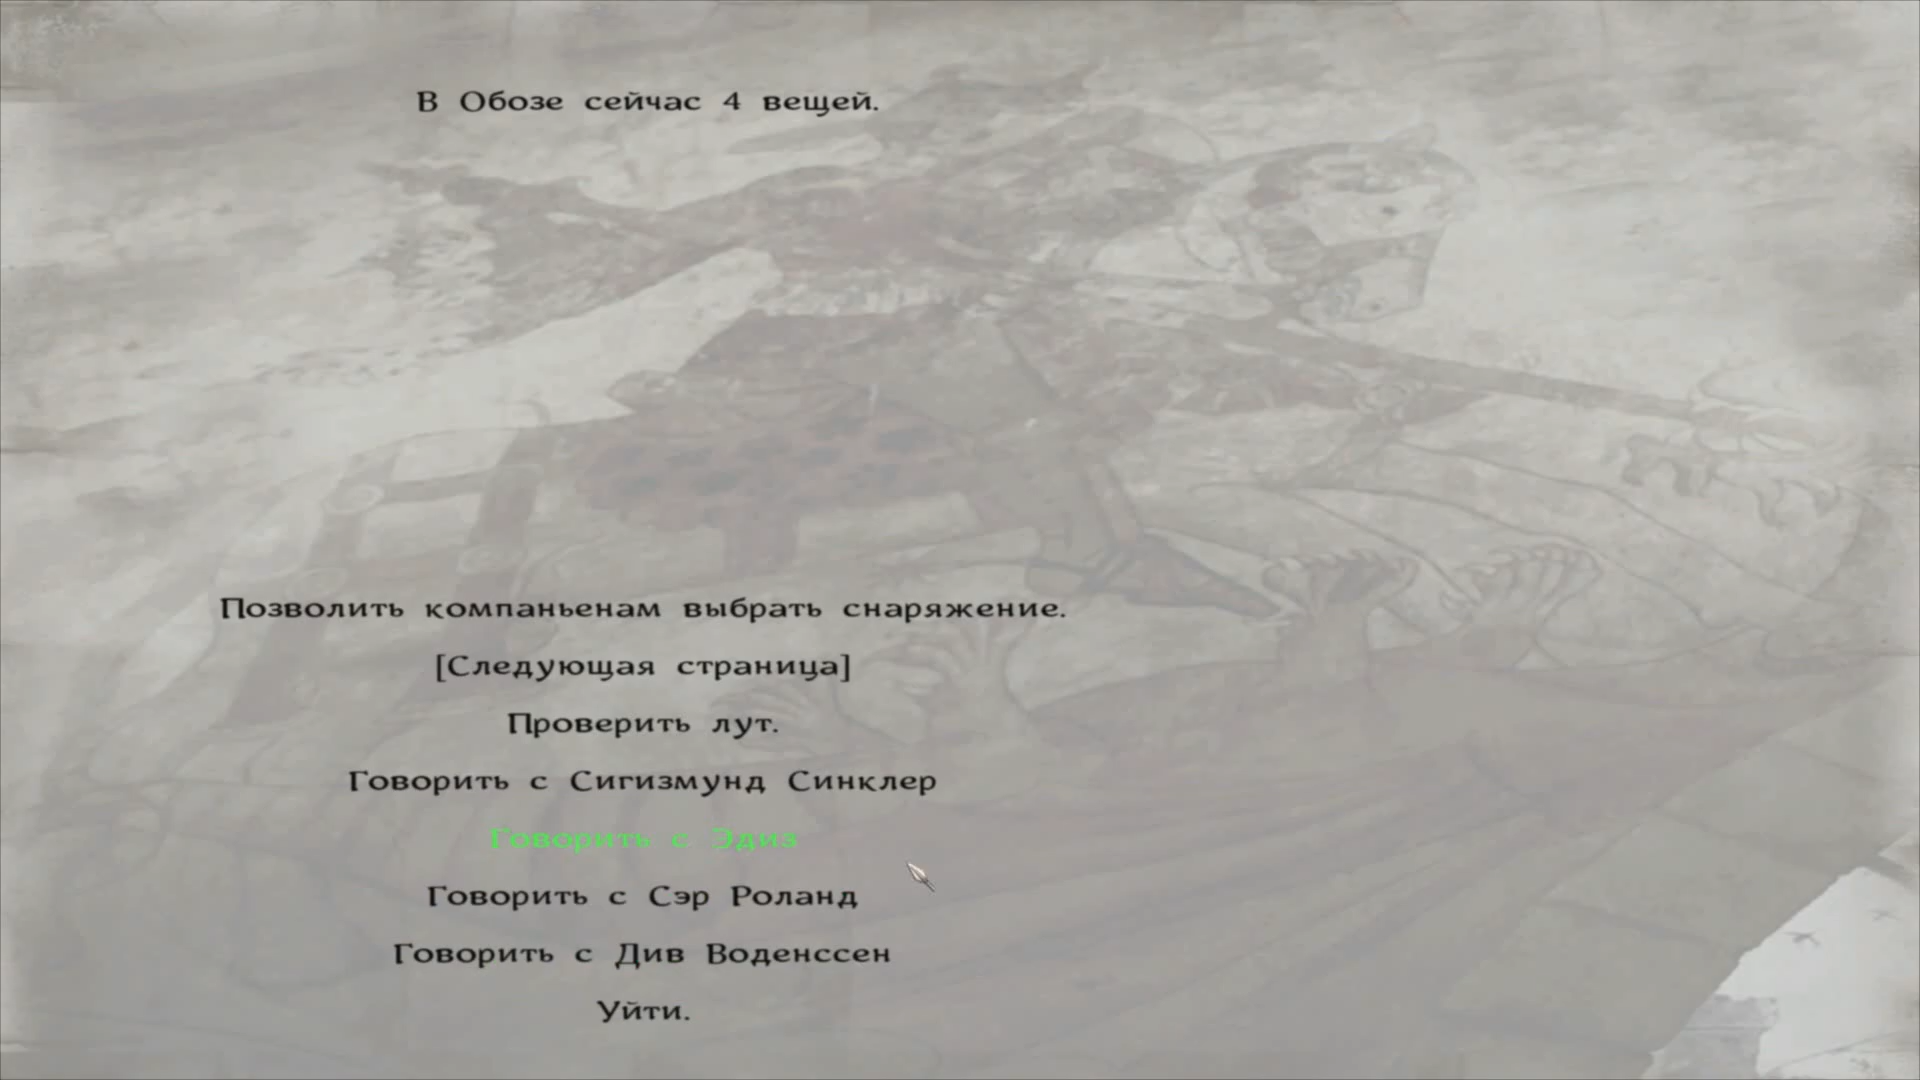 В Обозе сейчас 4 вещей.
Позволить компаньенам выбрать снаряжение.
[Следующая страница]
Проверить лут.
Говорить с Сигизмунд Синклер
Говорить с Эдиз
Говорить с Сэр Роланд
Говорить с Див Воденссен
Уйти.